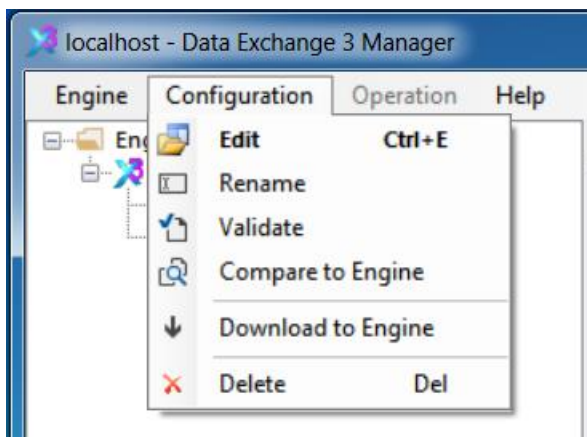 localhost - Data Exchange 3 Manager
Engine Configuration Operation Help
Eng
Edit Ctrl+E
Rename
Validate
Compare to Engine
Download to Engine
Delete Del